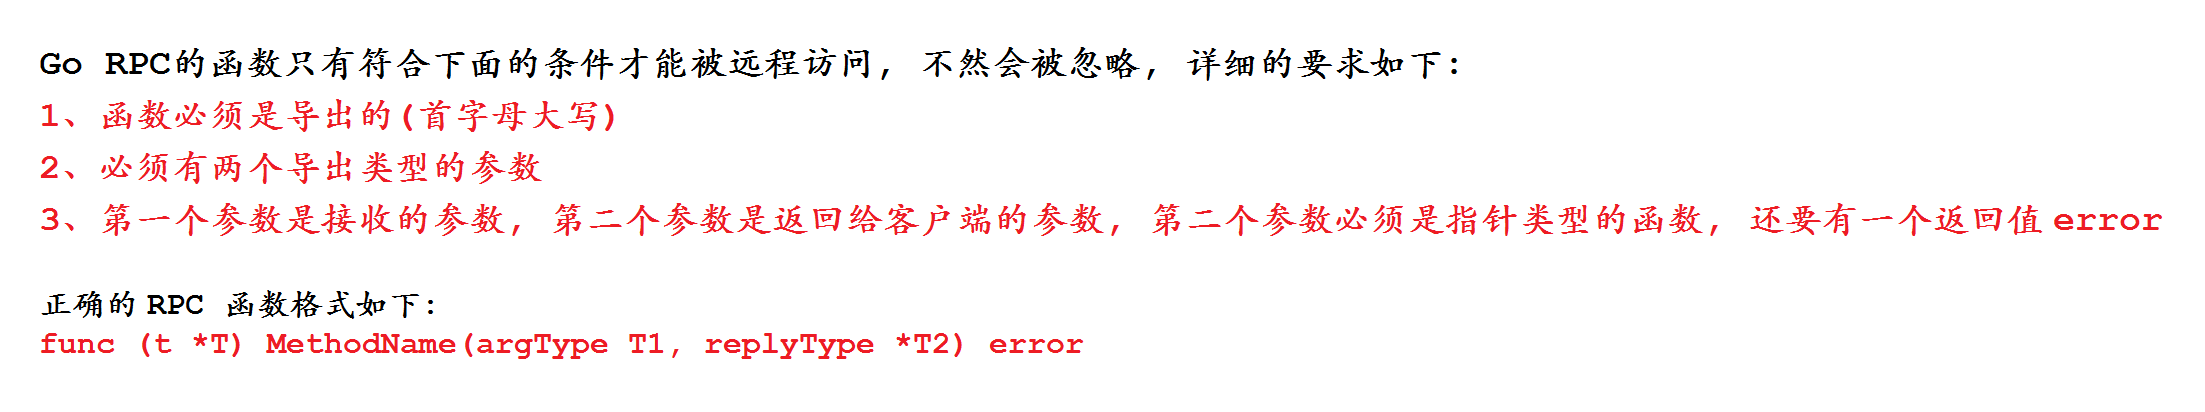 Go RPC的函数只有符合下面的条件才能被远程访问, 不然会被忽略, 详细的要求如下:
1、函数必须是导出的(首字母大写)
2、必须有两个导出类型的参数
3、第一个参数是接收的参数, 第二个参数是返回给客户端的参数, 第二个参数必须是指针类型的函数, 还要有一个返回值error
正确的RPC 函数格式如下:
func (t *T) MethodName(argType T1, replyType *T2) error